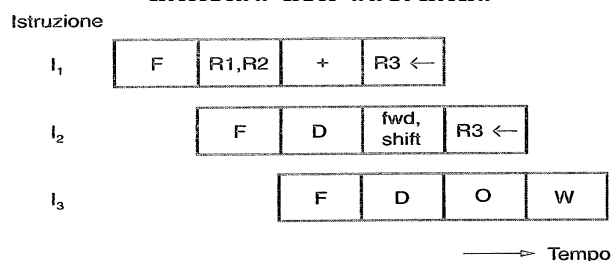 Istruzione
I1 F R1,R2 + R3 ←
I2 F D fwd, shift R3 ←
I3 F D O W
Tempo